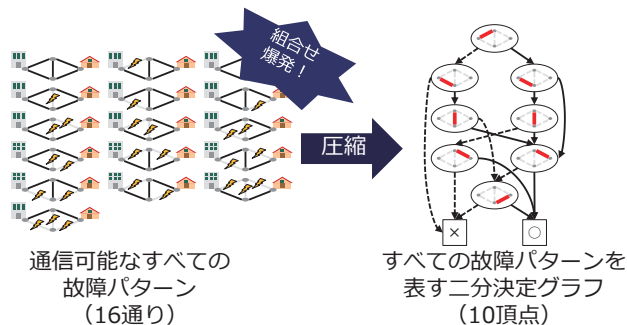 組合せ
爆発！
圧縮
×
○
通信可能なすべての
故障パターン
（16通り）
すべての故障パターンを
表す二分決定グラフ
（10頂点）